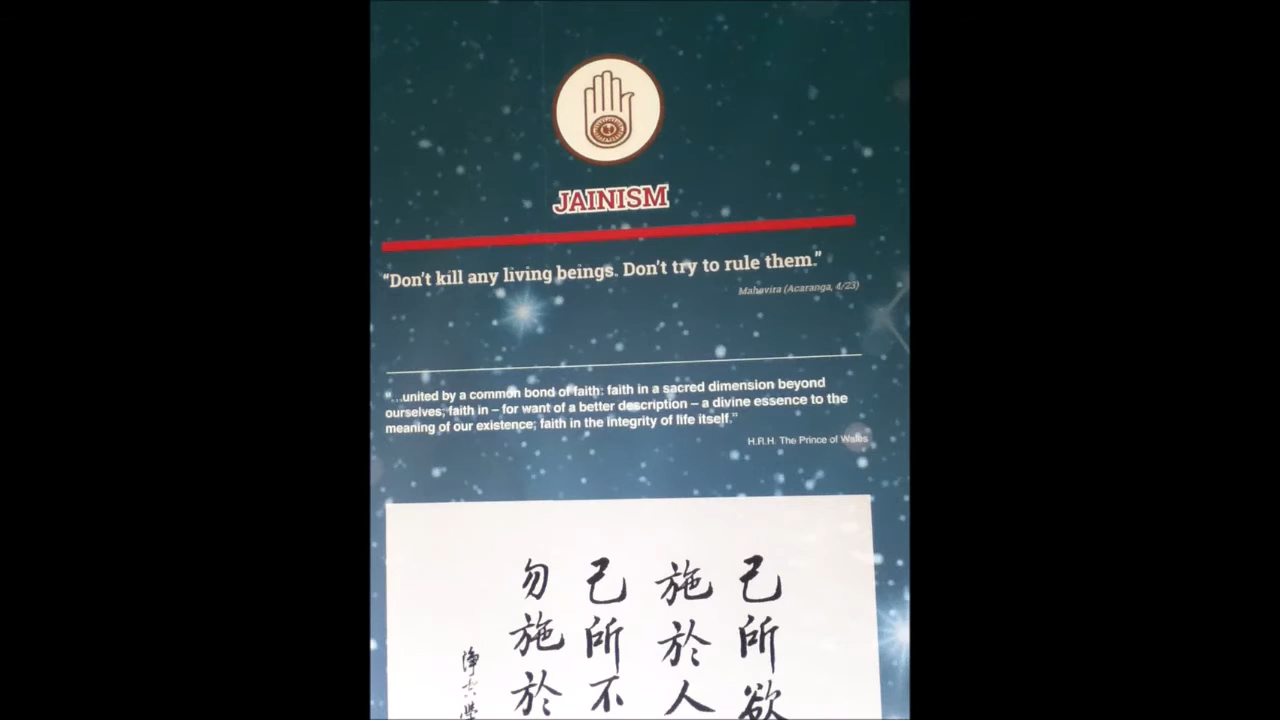 JAINISM
“Don't kill any living beings. Don't try to rule them.”
Mahavira (Acaranga, 4/23)
“...united by a common bond of faith: faith in a sacred dimension beyond
ourselves; faith in – for want of a better description – a divine essence to the
meaning of our existence; faith in the integrity of life itself.”
H.R.H. The Prince of Wales
己所欲
施於人
己所不
勿施於
淨